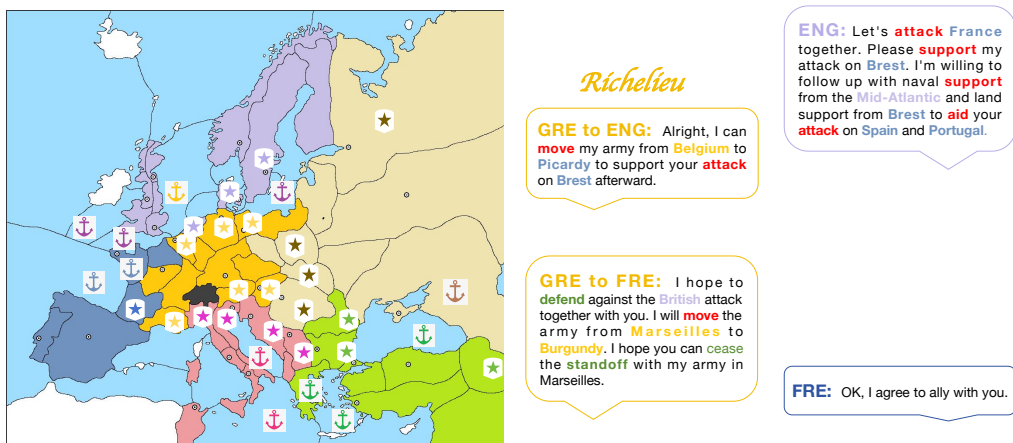 ENG: Let's attack France
together. Please support my
attack on Brest. I'm willing to
follow up with naval support
from the Mid-Atlantic and land
support from Brest to aid your
attack on Spain and Portugal.
Richelieu
GRE to ENG: Alright, I can
move my army from Belgium to
Picardy to support your attack
on Brest afterward.
GRE to FRE: I hope to
defend against the British attack
together with you. I will move the
army from Marseilles to
Burgundy. I hope you can cease
the standoff with my army in
Marseilles.
FRE: OK, I agree to ally with you.